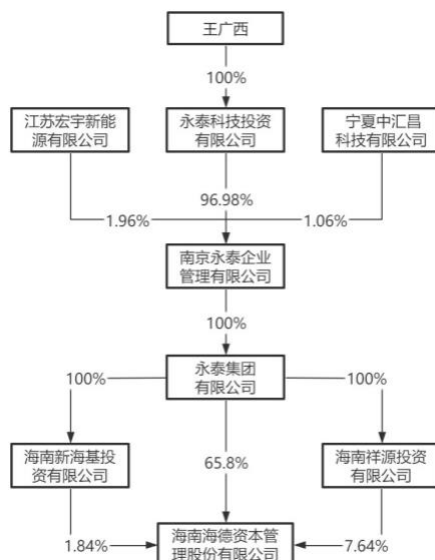 王广西
100%
江苏宏宇新能
源有限公司
永泰科技投资
有限公司
宁夏中汇昌
科技有限公司
96.98%
1.96%
1.06%
南京永泰企业
管理有限公司
100%
永泰集团
有限公司
100%
100%
海南新海基投
资有限公司
65.8%
海南祥源投资
有限公司
1.84%
海南海德资本管
理股份有限公司
7.64%